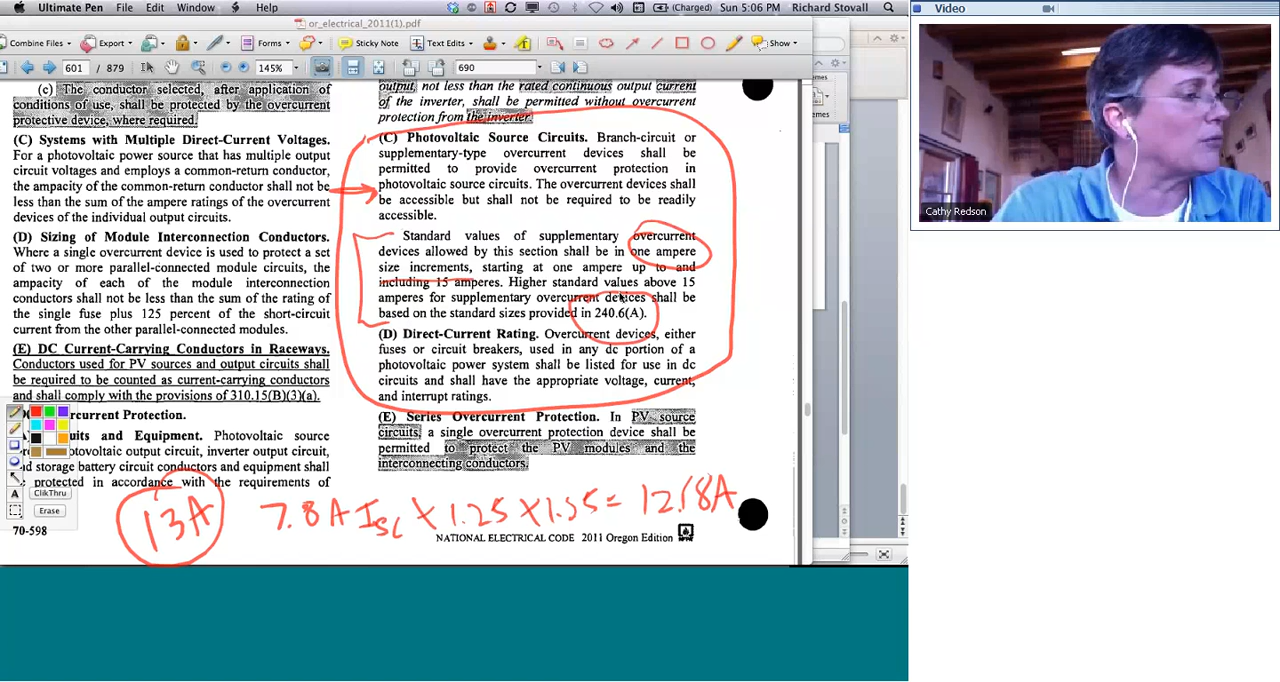 Ultimate Pen File Edit Window Help (Charged) Sun 5:06 PM Richard Stovall
or_electrical_2011(1).pdf
Combine Files Export Forms Sticky Note Text Edits Show
601 / 879 145% 690
(c) The conductor selected, after application of
conditions of use, shall be protected by the overcurrent
protective device, where required.
(C) Systems with Multiple Direct-Current Voltages.
For a photovoltaic power source that has multiple output
circuit voltages and employs a common-return conductor,
the ampacity of the common-return conductor shall not be
less than the sum of the ampere ratings of the overcurrent
devices of the individual output circuits.
(D) Sizing of Module Interconnection Conductors.
Where a single overcurrent device is used to protect a set
of two or more parallel-connected module circuits, the
ampacity of each of the module interconnection
conductors shall not be less than the sum of the rating of
the single fuse plus 125 percent of the short-circuit
current from the other parallel-connected modules.
(E) DC Current-Carrying Conductors in Raceways.
Conductors used for PV sources and output circuits shall
be required to be counted as current-carrying conductors
and shall comply with the provisions of 310.15(B)(3)(a).
current Protection.
uits and Equipment. Photovoltaic source
otovoltaic output circuit, inverter output circuit,
d storage battery circuit conductors and equipment shall
protected in accordance with the requirements of
70-598
output, not less than the rated continuous output current
of the inverter, shall be permitted without overcurrent
protection from the inverter.
(C) Photovoltaic Source Circuits. Branch-circuit or
supplementary-type overcurrent devices shall be
permitted to provide overcurrent protection in
photovoltaic source circuits. The overcurrent devices shall
be accessible but shall not be required to be readily
accessible.
Standard values of supplementary overcurrent
devices allowed by this section shall be in one ampere
size increments, starting at one ampere up to and
including 15 amperes. Higher standard values above 15
amperes for supplementary overcurrent devices shall be
based on the standard sizes provided in 240.6(A).
(D) Direct-Current Rating. Overcurrent devices, either
fuses or circuit breakers, used in any dc portion of a
photovoltaic power system shall be listed for use in dc
circuits and shall have the appropriate voltage, current,
and interrupt ratings.
(E) Series Overcurrent Protection. In PV source
circuits, a single overcurrent protection device shall be
permitted to protect the PV modules and the
interconnecting conductors.
13A 7.8A Isc X 1.25 X
NATIONAL ELECTRICAL CODE 2011 Oregon Edition
A ClikThru
Erase
Video
Cathy Redson